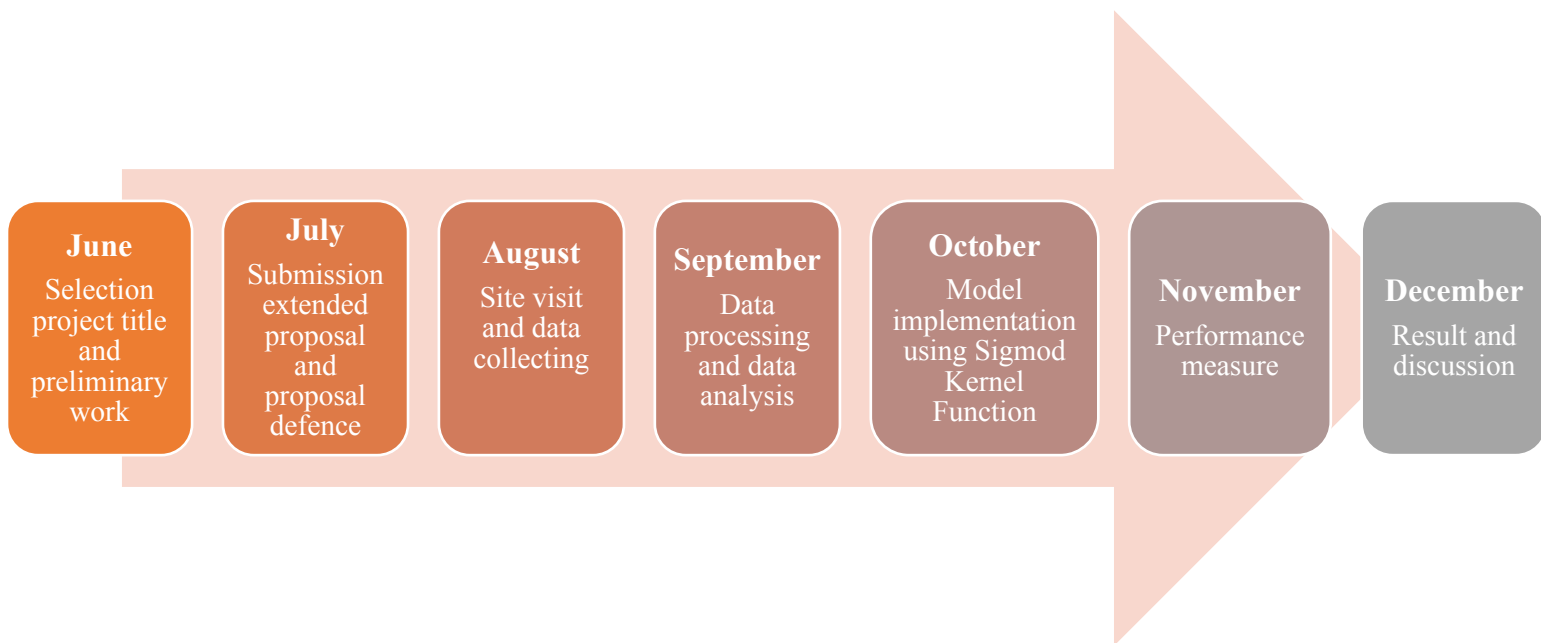 June
Selection
project title
and
preliminary
work
July
Submission
extended
proposal
and
proposal
defence
August
Site visit
and data
collecting
September
Data
processing
and data
analysis
October
Model
implementation
using Sigmod
Kernel
Function
November
Performance
measure
December
Result and
discussion